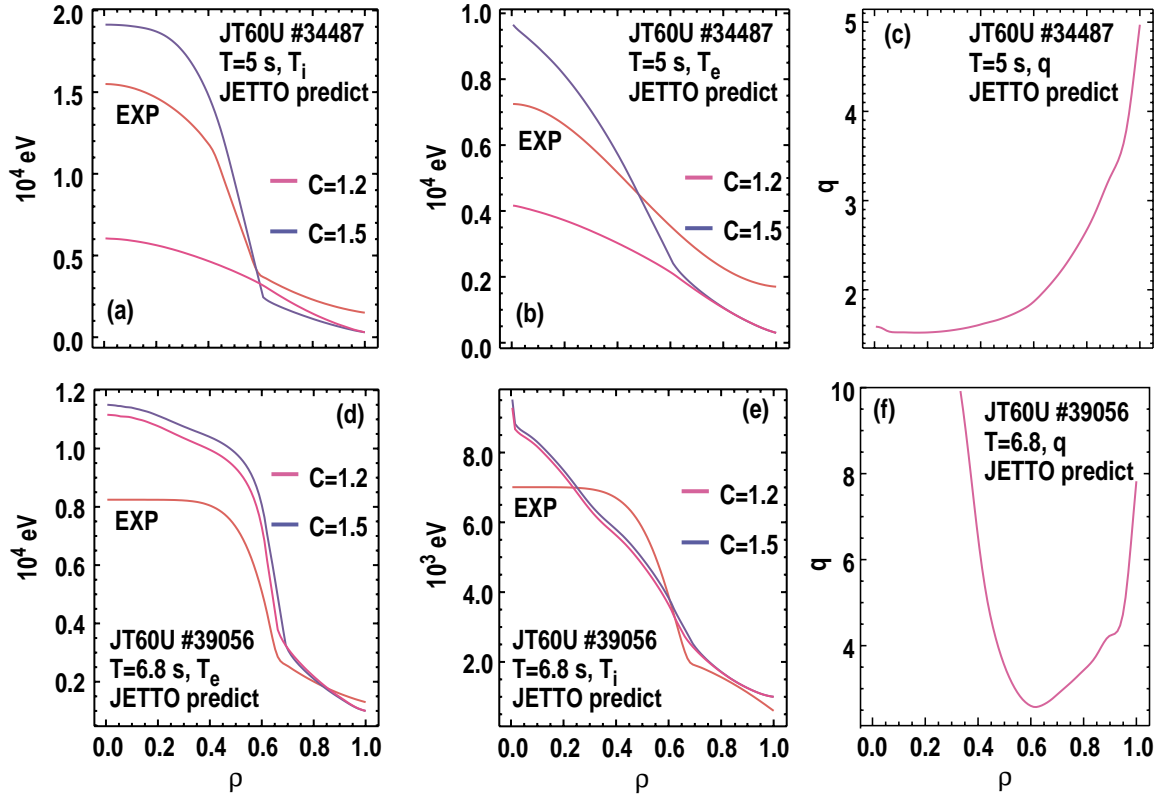 JT60U #34487
T=5 s, Ti
JETTO predict
EXP
C=1.2
C=1.5
(a)
10^4 eV
2.0
1.5
1.0
0.5
0.0
JT60U #34487
T=5 s, Te
JETTO predict
EXP
C=1.2
C=1.5
(b)
10^4 eV
1.0
0.8
0.6
0.4
0.2
0.0
(c)
JT60U #34487
T=5 s, q
JETTO predict
q
5
4
3
2
(d)
C=1.2
C=1.5
EXP
JT60U #39056
T=6.8 s, Te
JETTO predict
10^4 eV
1.2
1.0
0.8
0.6
0.4
0.2
0.0 0.2 0.4 0.6 0.8 1.0
ρ
(e)
EXP
C=1.2
C=1.5
JT60U #39056
T=6.8 s, Ti
JETTO predict
10^3 eV
8.0
6.0
4.0
2.0
0.0 0.2 0.4 0.6 0.8 1.0
ρ
(f)
JT60U #39056
T=6.8, q
JETTO predict
q
10
8
6
4
0.0 0.2 0.4 0.6 0.8 1.0
ρ